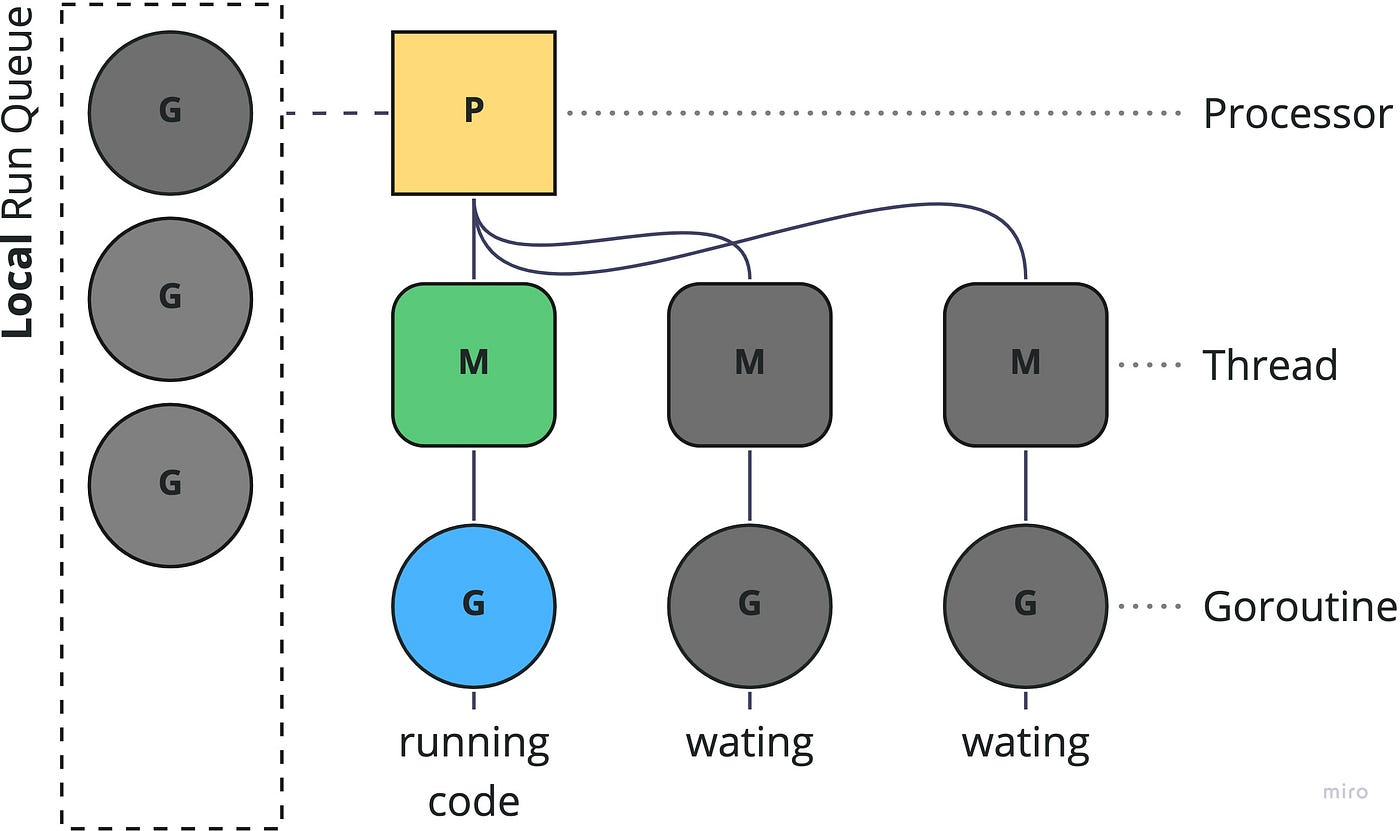 Local Run Queue
G
P
Processor
G
M
M
M
Thread
G
G
G
G
Goroutine
running
code
wating
wating
miro